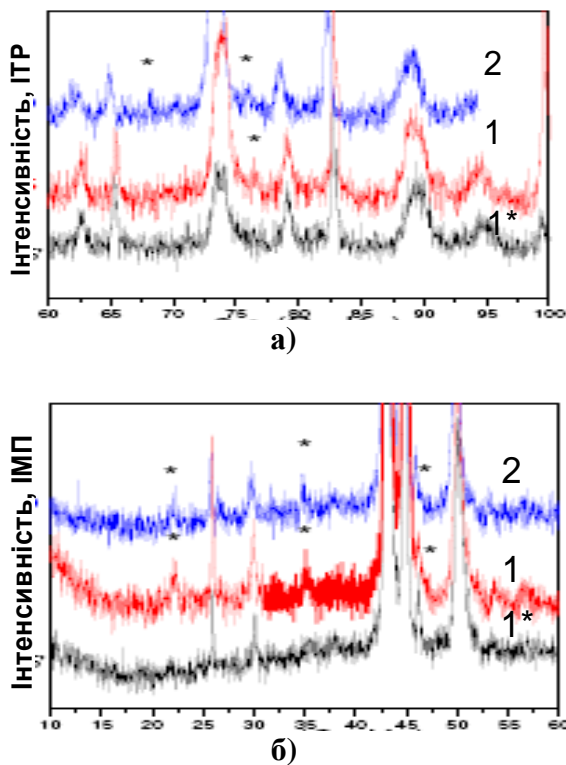 Інтенсивність, ІТР
* * 2
* 1
1*
60 65 70 75 80 85 90 95 100
а)
Інтенсивність, ІМП
* * * 2
* * * 1
1*
10 15 20 25 30 35 40 45 50 55 60
б)